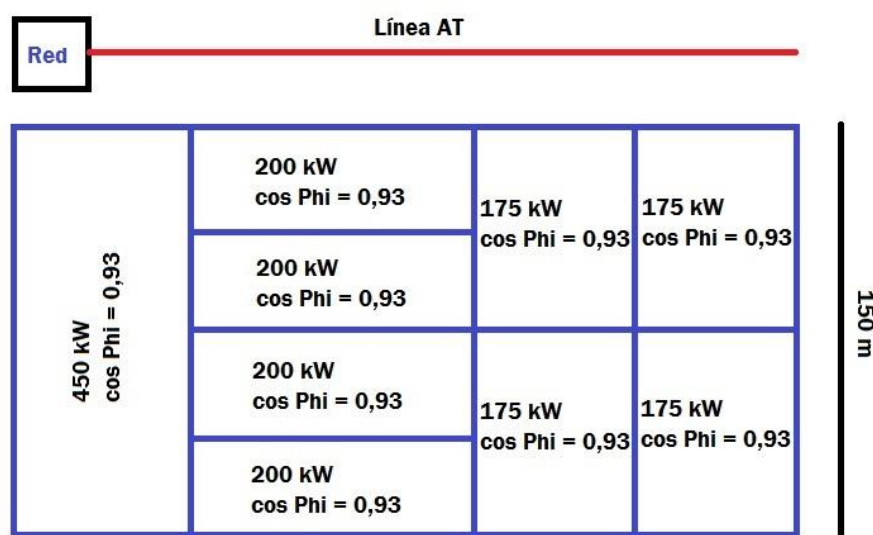 Línea AT
Red
450 kW
cos Phi = 0,93
200 kW
cos Phi = 0,93
200 kW
cos Phi = 0,93
200 kW
cos Phi = 0,93
200 kW
cos Phi = 0,93
175 kW
cos Phi = 0,93
175 kW
cos Phi = 0,93
175 kW
cos Phi = 0,93
175 kW
cos Phi = 0,93
150 m